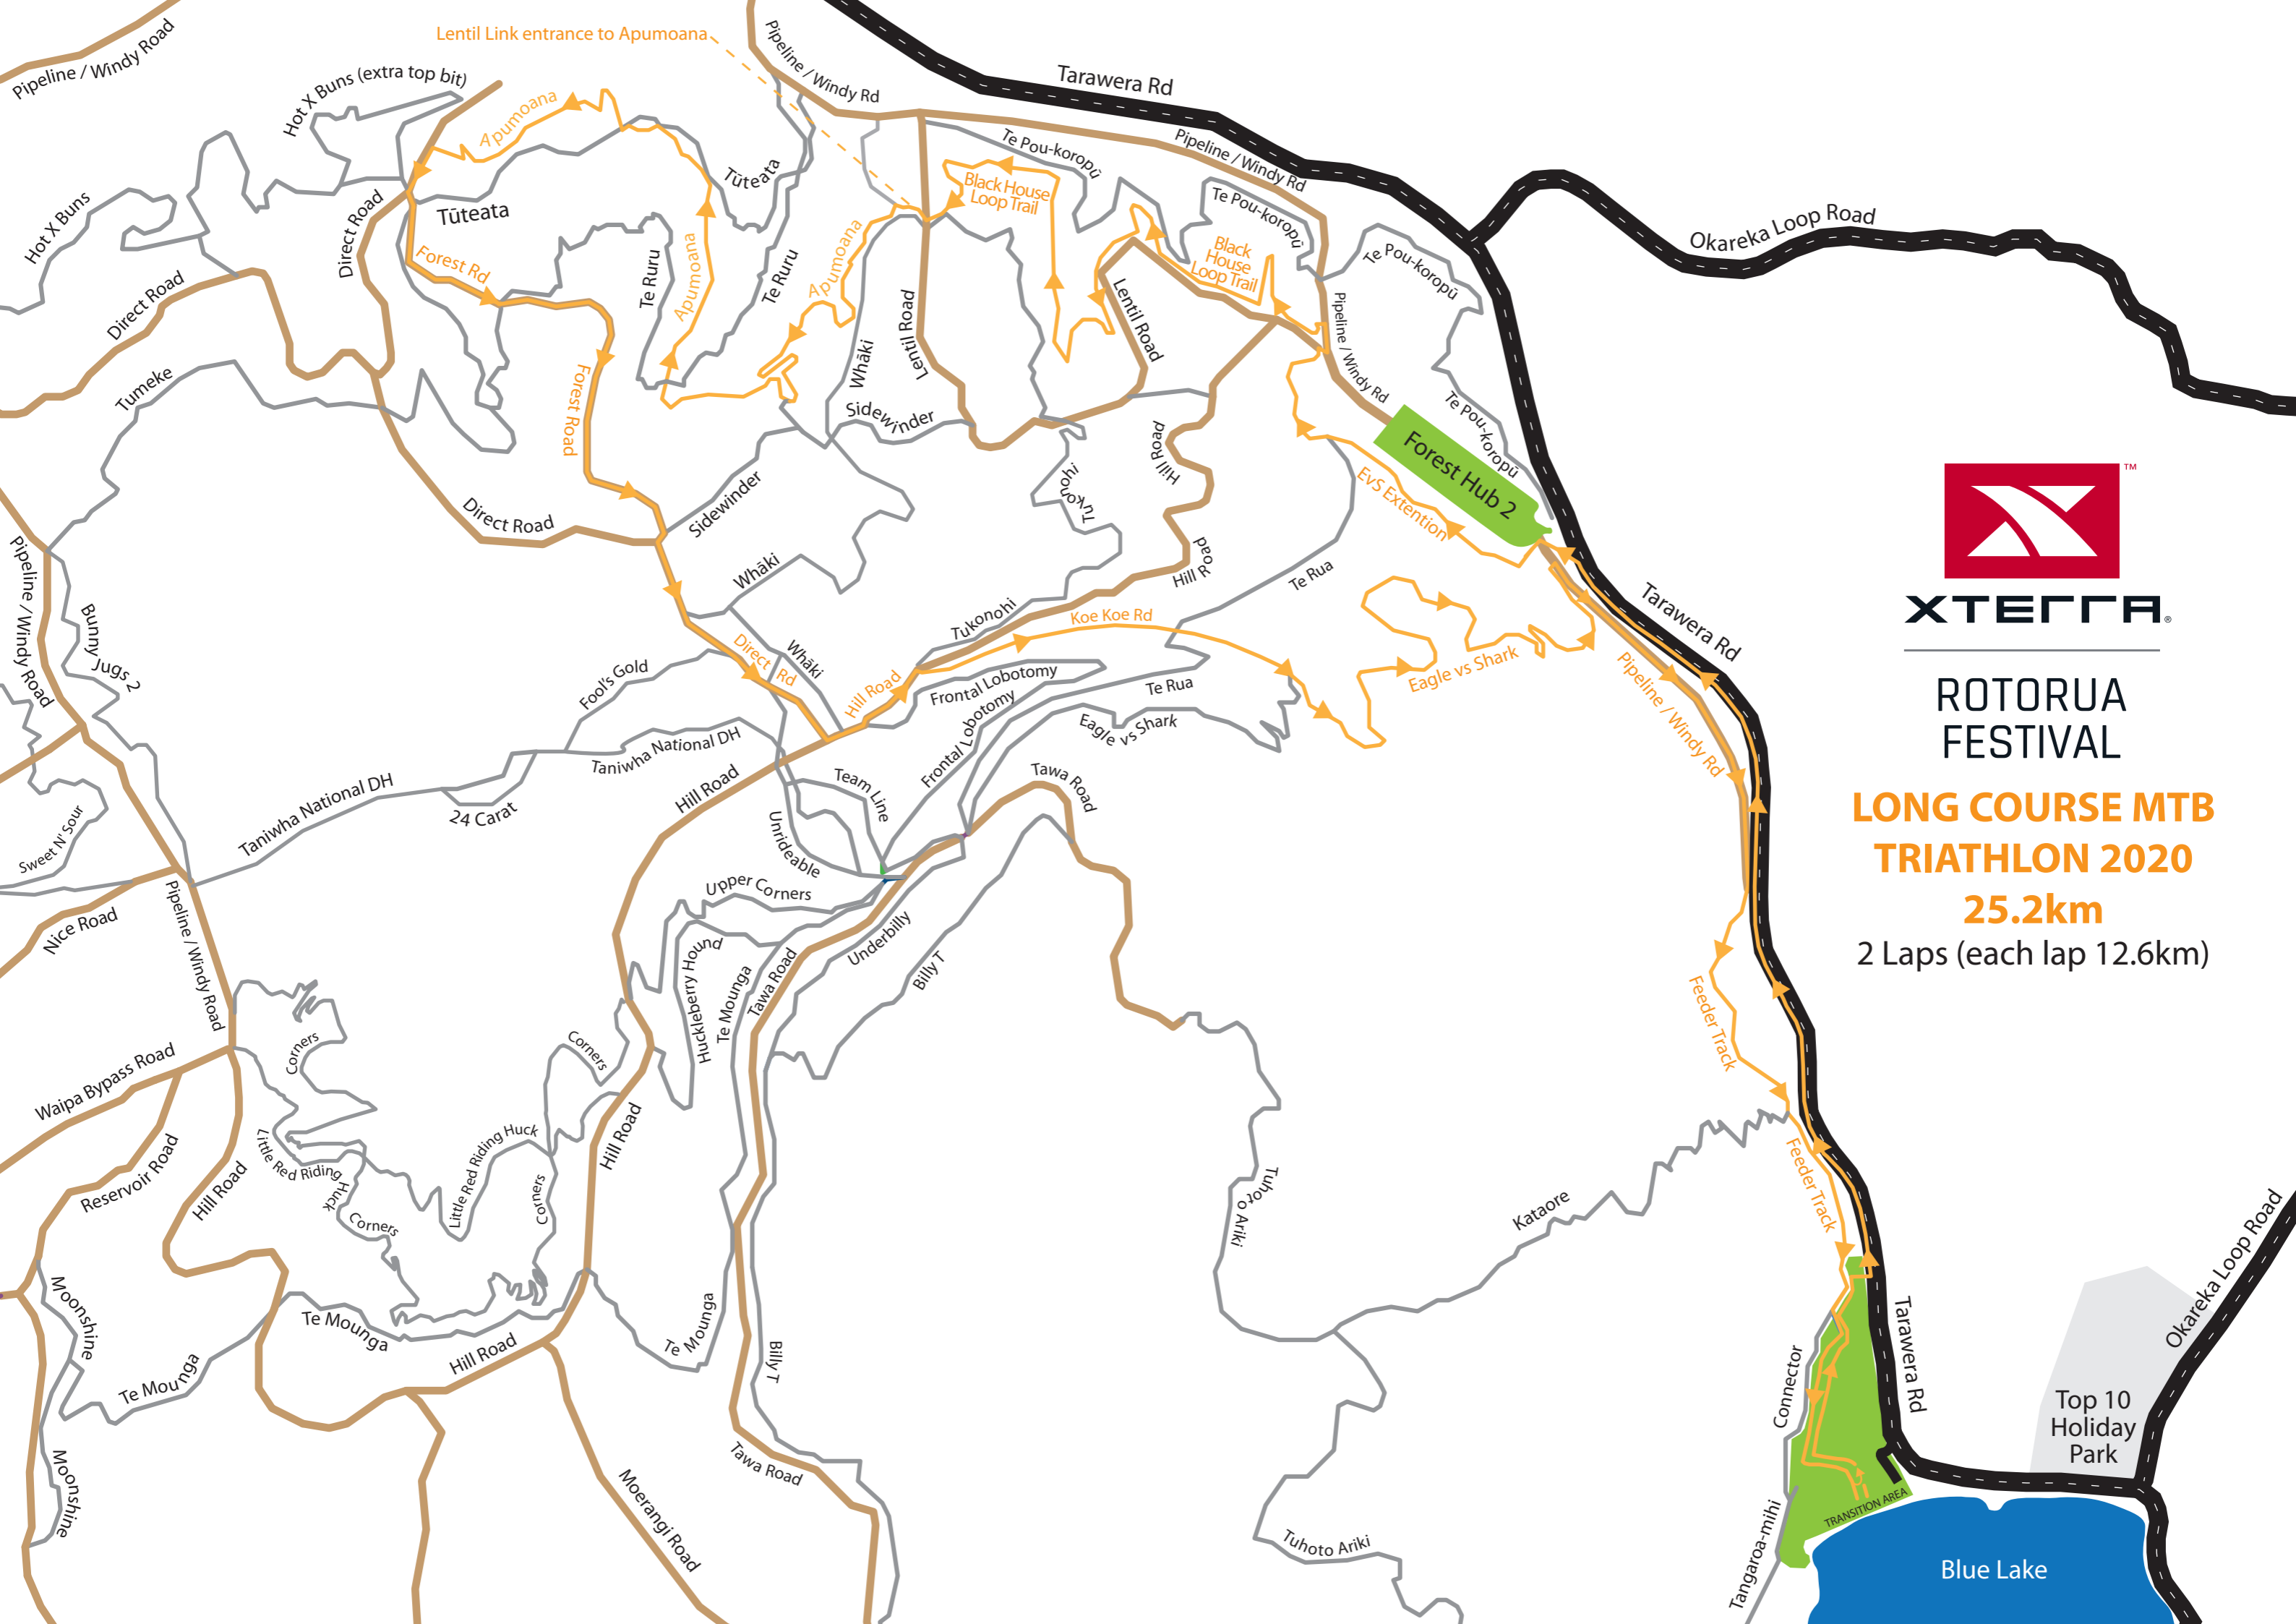 Pipeline / Windy Road
Lentil Link entrance to Apumoana
Hot X Buns (extra top bit)
Apumoana
Pipeline / Windy Rd
Tarawera Rd
Te Pou-koropū
Pipeline / Windy Rd
Tūteata
Black House
Loop Trail
Te Pou-koropū
Okareka Loop Road
Hot X Buns
Direct Road
Tūteata
Forest Rd
Te Ruru
Apumoana
Te Ruru
Apumoana
Black
House
Loop Trail
Te Pou-koropū
Direct Road
Lentil Road
Lentil Road
Pipeline / Windy Rd
Tumeke
Forest Road
Whāki
Sidewinder
Te Pou-koropū
Forest Hub 2
Hill Road
Tukonohi
EvS Extention
Direct Road
Sidewinder
Pipeline / Windy Road
Whāki
Hill Road
Te Rua
Tarawera Rd
Bunny Jugs 2
Tukonohi
Koe Koe Rd
Direct Rd
Whāki
Fool's Gold
Hill Road
Frontal Lobotomy
Te Rua
Eagle vs Shark
Pipeline / Windy Rd
Frontal Lobotomy
Eagle vs Shark
Taniwha National DH
Hill Road
Team Line
Tawa Road
Taniwha National DH
24 Carat
Sweet N' Sour
Unrideable
Upper Corners
Nice Road
Pipeline / Windy Road
Underbilly
Billy T
Huckleberry Hound
Te Mounga
Tawa Road
Feeder Track
Corners
Corners
Waipa Bypass Road
Little Red Riding Huck
Little Red Riding Huck
Corners
Corners
Hill Road
Reservoir Road
Hill Road
Tuhoto Ariki
Kataore
Feeder Track
Moonshine
Te Mounga
Te Mounga
Te Mounga
Hill Road
Billy T
Connector
Tarawera Rd
Okareka Loop Road
Top 10
Holiday
Park
Moonshine
Tawa Road
Moerangi Road
Tuhoto Ariki
Tangaroa-mihi
TRANSITION AREA
Blue Lake
™
XTERRA®
ROTORUA
FESTIVAL
LONG COURSE MTB
TRIATHLON 2020
25.2km
2 Laps (each lap 12.6km)